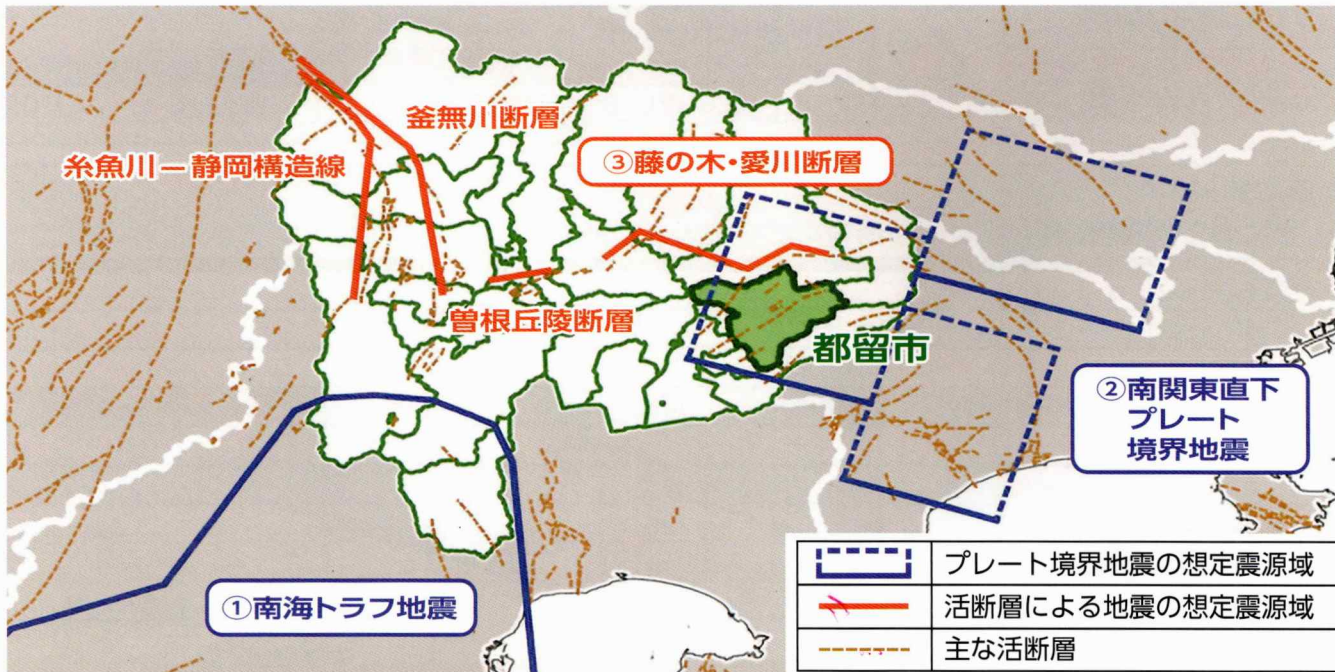 釜無川断層
糸魚川－静岡構造線
③藤の木・愛川断層
曽根丘陵断層
都留市
②南関東直下
プレート
境界地震
①南海トラフ地震
プレート境界地震の想定震源域
活断層による地震の想定震源域
主な活断層